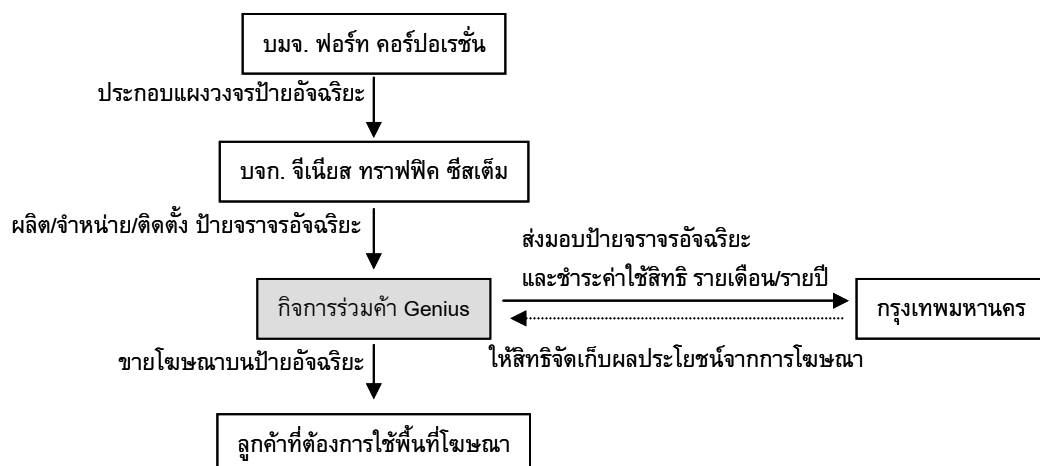 บมจ. ฟอร์ท คอร์ปอเรชั่น
ประกอบแผงวงจรป้ายอัจฉริยะ
บจก. จีเนียส ทราฟฟิค ซีสเต็ม
ผลิต/จำหน่าย/ติดตั้ง ป้ายจราจรอัจฉริยะ
ส่งมอบป้ายจราจรอัจฉริยะ
และชำระค่าใช้สิทธิ รายเดือน/รายปี
กิจการร่วมค้า Genius
กรุงเทพมหานคร
ให้สิทธิจัดเก็บผลประโยชน์จากการโฆษณา
ขายโฆษณาบนป้ายอัจฉริยะ
ลูกค้าที่ต้องการใช้พื้นที่โฆษณา